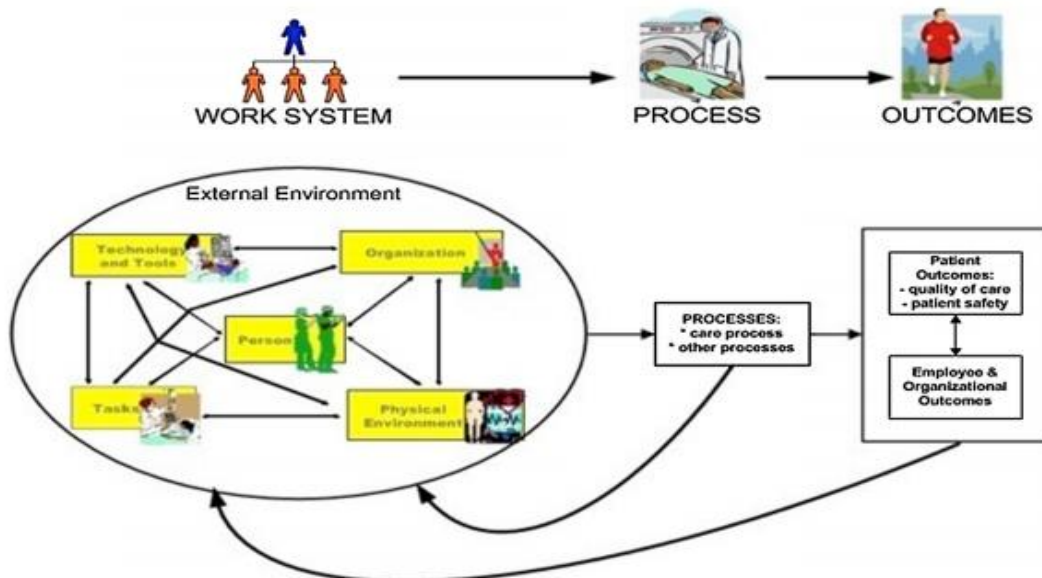 WORK SYSTEM
PROCESS
OUTCOMES
External Environment
Technology
and Tools
Organization
Person
Tasks
Physical
Environment
PROCESSES:
* care process
* other processes
Patient
Outcomes:
- quality of care
- patient safety
Employee &
Organizational
Outcomes